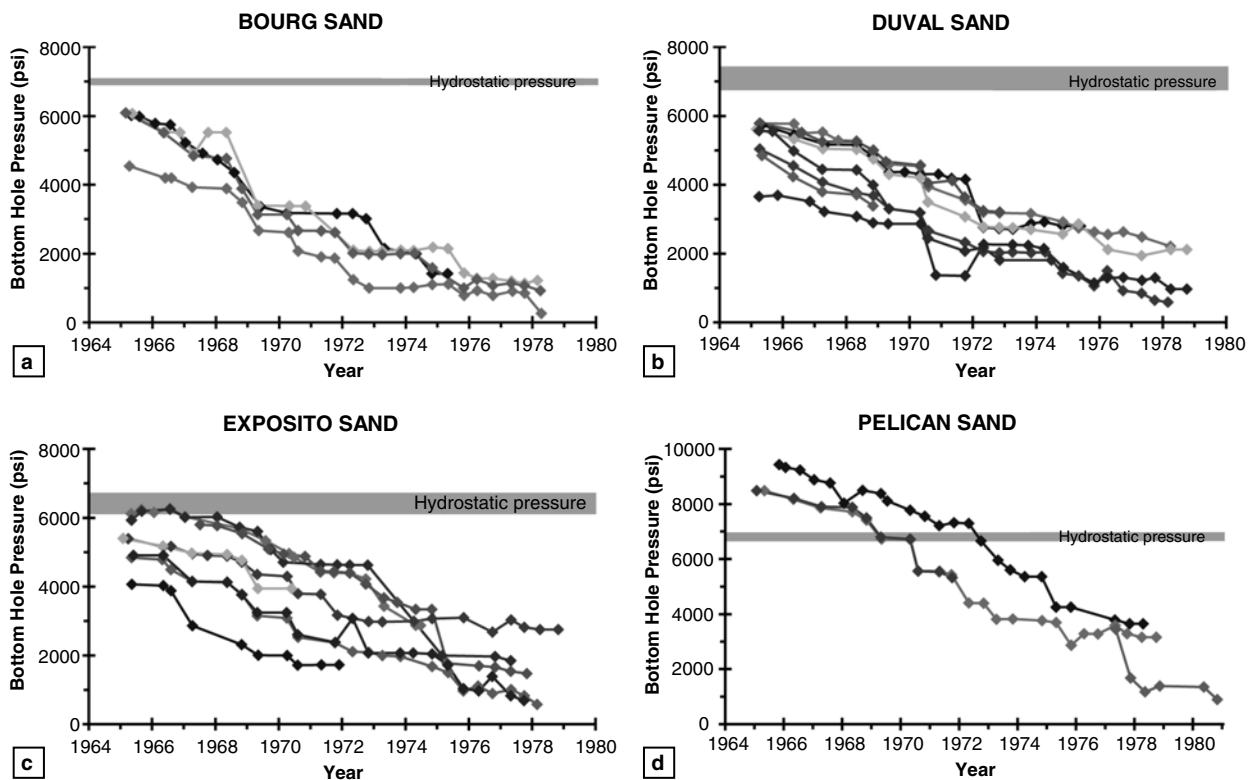 BOURG SAND
Bottom Hole Pressure (psi)
8000
6000
4000
2000
0
Hydrostatic pressure
1964 1966 1968 1970 1972 1974 1976 1978 1980
Year
a
DUVAL SAND
Bottom Hole Pressure (psi)
8000
6000
4000
2000
0
Hydrostatic pressure
1964 1966 1968 1970 1972 1974 1976 1978 1980
Year
b
EXPOSITO SAND
Bottom Hole Pressure (psi)
8000
6000
4000
2000
0
Hydrostatic pressure
1964 1966 1968 1970 1972 1974 1976 1978 1980
Year
c
PELICAN SAND
Bottom Hole Pressure (psi)
10000
8000
6000
4000
2000
0
Hydrostatic pressure
1964 1966 1968 1970 1972 1974 1976 1978 1980
Year
d